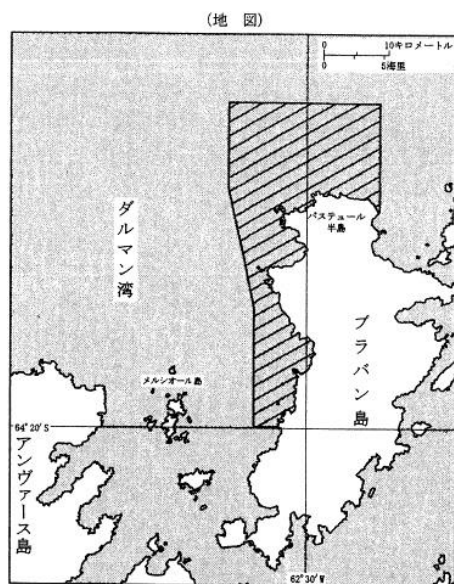 (地 図)
0 10キロメートル
0 5海里
パステュール
半島
ダルマン湾
ブラバン島
メルシオール島
64°20′S
アンヴァース島
62°30′W